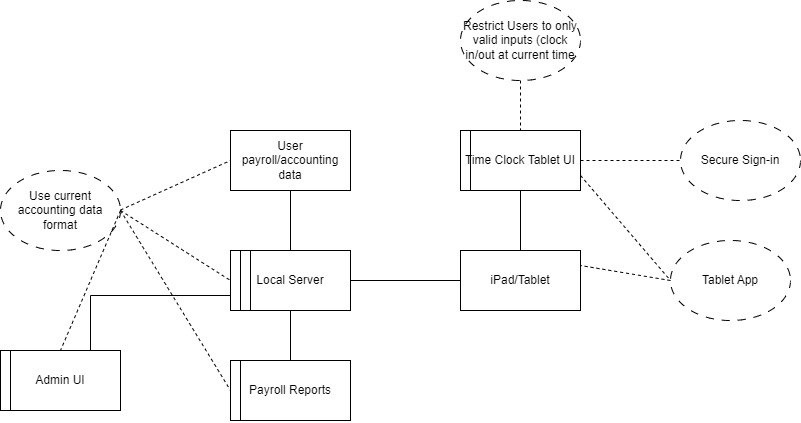 Restrict Users to only
valid inputs (clock
in/out at current time
User
payroll/accounting
data
Time Clock Tablet UI
Secure Sign-in
Use current
accounting data
format
Local Server
iPad/Tablet
Tablet App
Admin UI
Payroll Reports